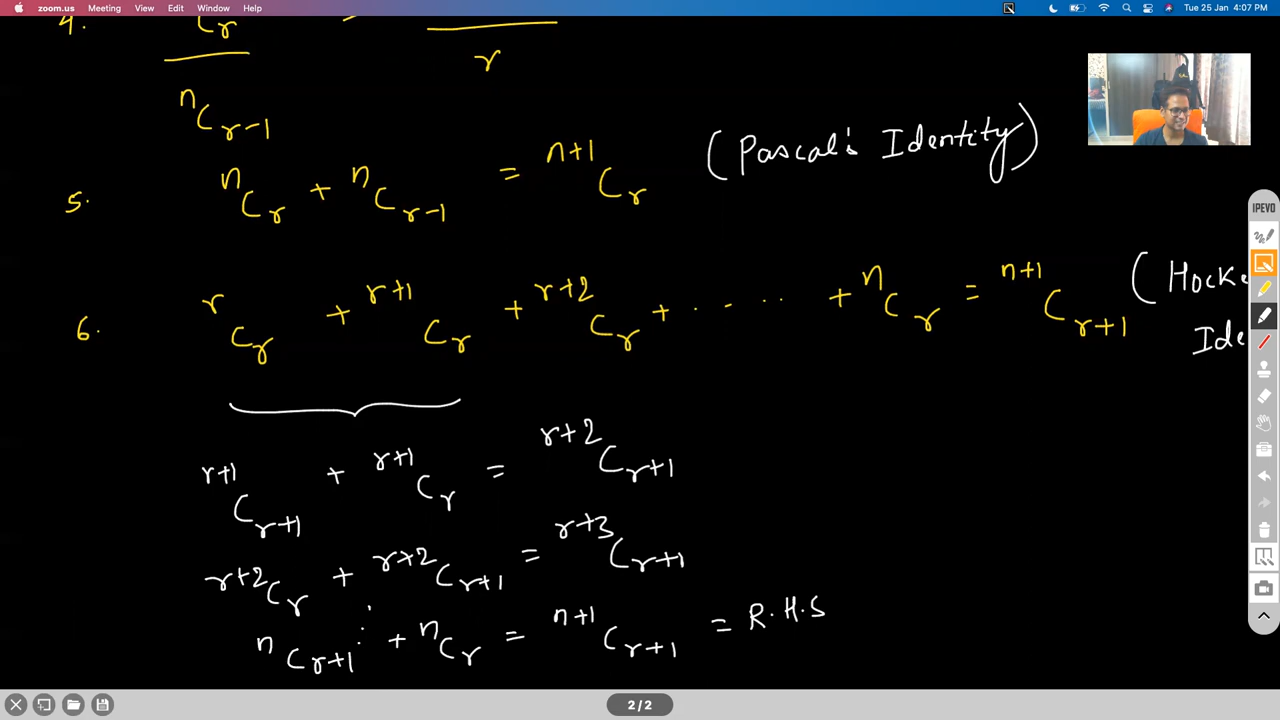 zoom.us Meeting View Edit Window Help Tue 25 Jan 4:07 PM
4. Cr =
r
nCr-1
5. nCr + nCr-1 = n+1Cr (Pascal's Identity)
IPEVO
6. rCr + r+1Cr + r+2Cr + . - . . + nCr = n+1Cr+1 (Hocke
Ide
r+1Cr+1 + r+1Cr = r+2Cr+1
r+2Cr + r+2Cr+1 = r+3Cr+1
nCr+1 + nCr = n+1Cr+1 = R.H.S
2/2